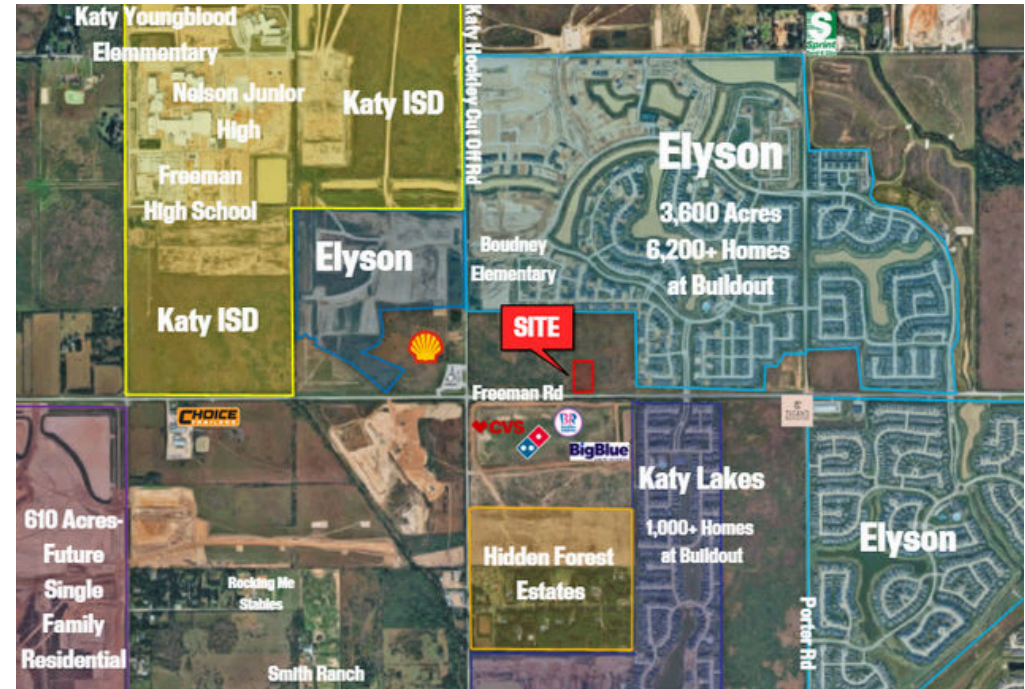 Katy Youngblood
Elemmentary
Nelson Junior
High
Freeman
High School
Katy ISD
Katy Hockley Cut Off Rd
Sprint
Elyson
3,600 Acres
6,200+ Homes
at Buildout
Elyson
Boudney
Elementary
Katy ISD
SITE
Freeman Rd
CHOICE
TRAILERS
CVS
BR
BigBlue
Katy Lakes
1,000+ Homes
at Buildout
610 Acres-
Future
Single
Family
Residential
Hidden Forest
Estates
Elyson
Rocking Me
Stables
Porter Rd
Smith Ranch